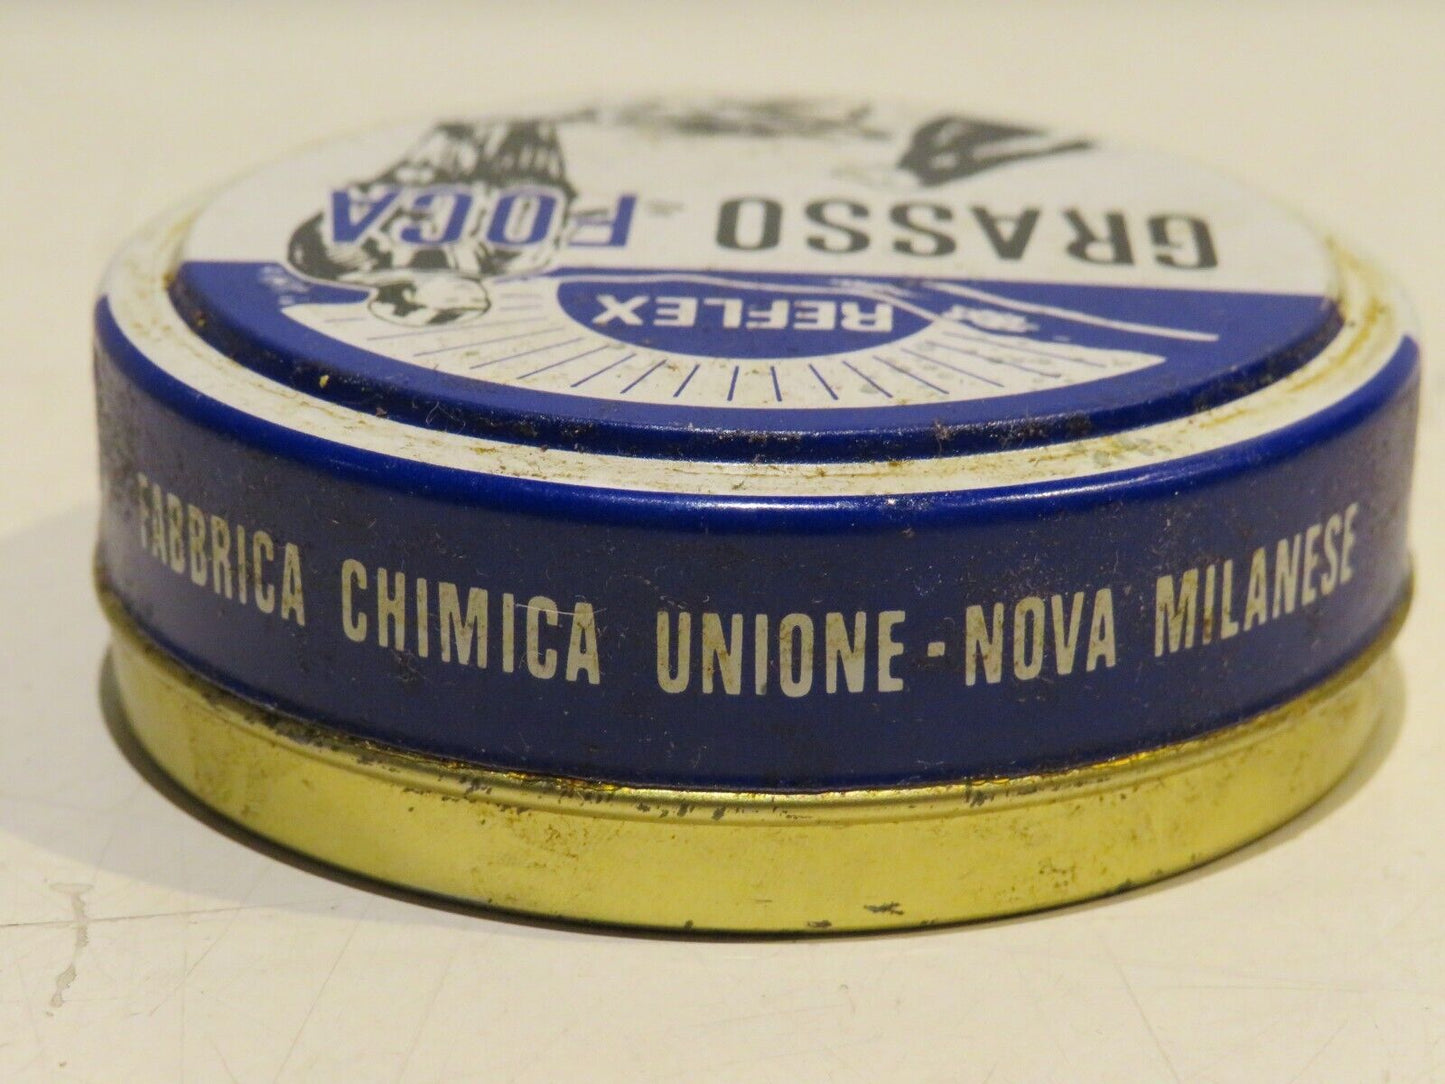 REFLEX
GRASSO FOCA
FABBRICA CHIMICA UNIONE - NOVA MILANESE